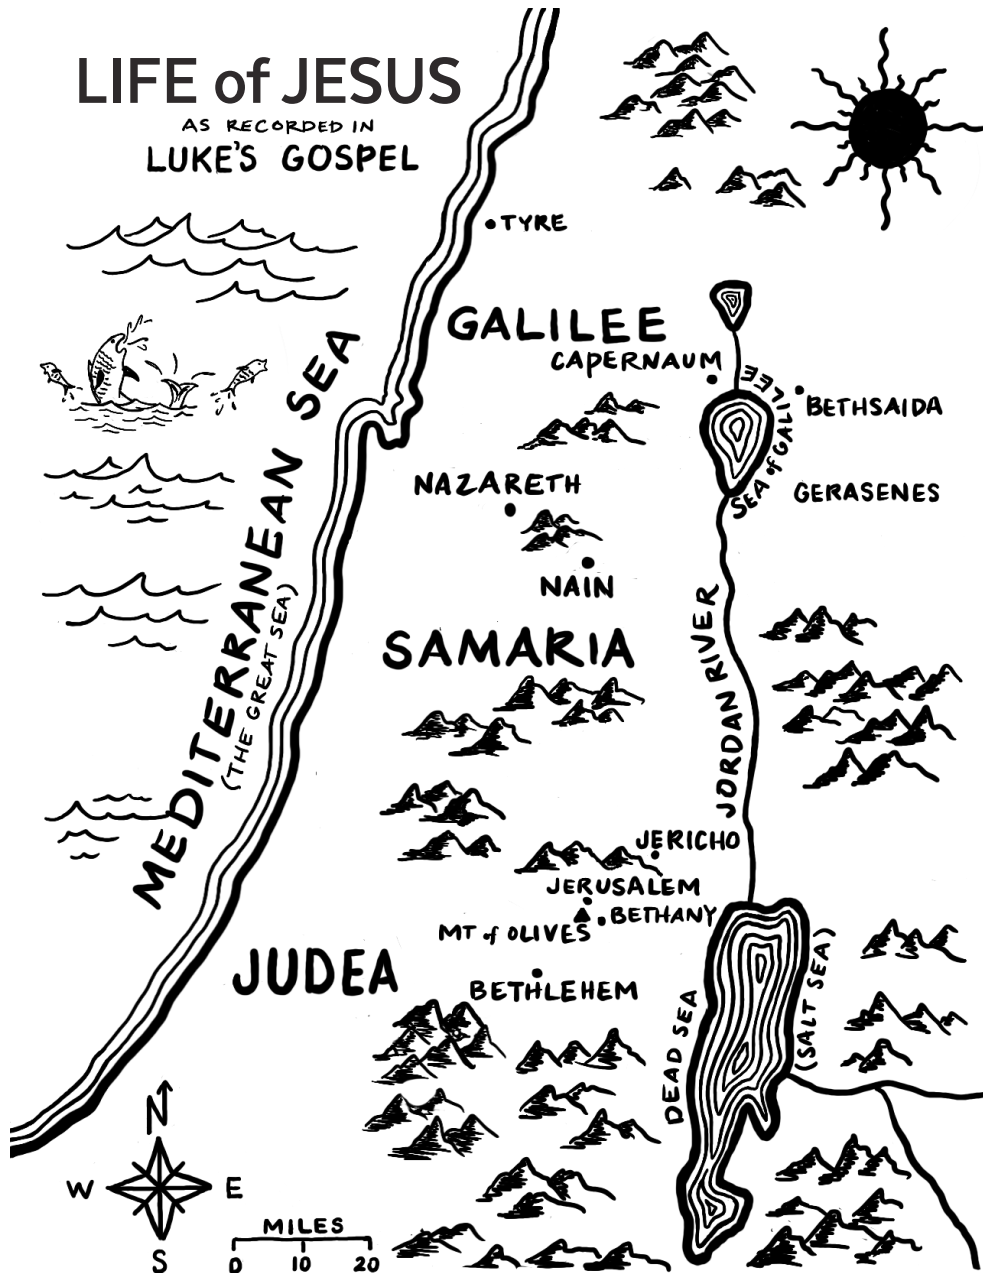 LIFE of JESUS
AS RECORDED IN
LUKE'S GOSPEL
TYRE
GALILEE
CAPERNAUM
BETHSAIDA
SEA of GALILEE
NAZARETH
GERASENES
NAIN
MEDITERRANEAN SEA
(THE GREAT SEA)
SAMARIA
JORDAN RIVER
JERICHO
JERUSALEM
BETHANY
MT of OLIVES
JUDEA
BETHLEHEM
DEAD SEA
(SALT SEA)
N
W E
S
MILES
0 10 20